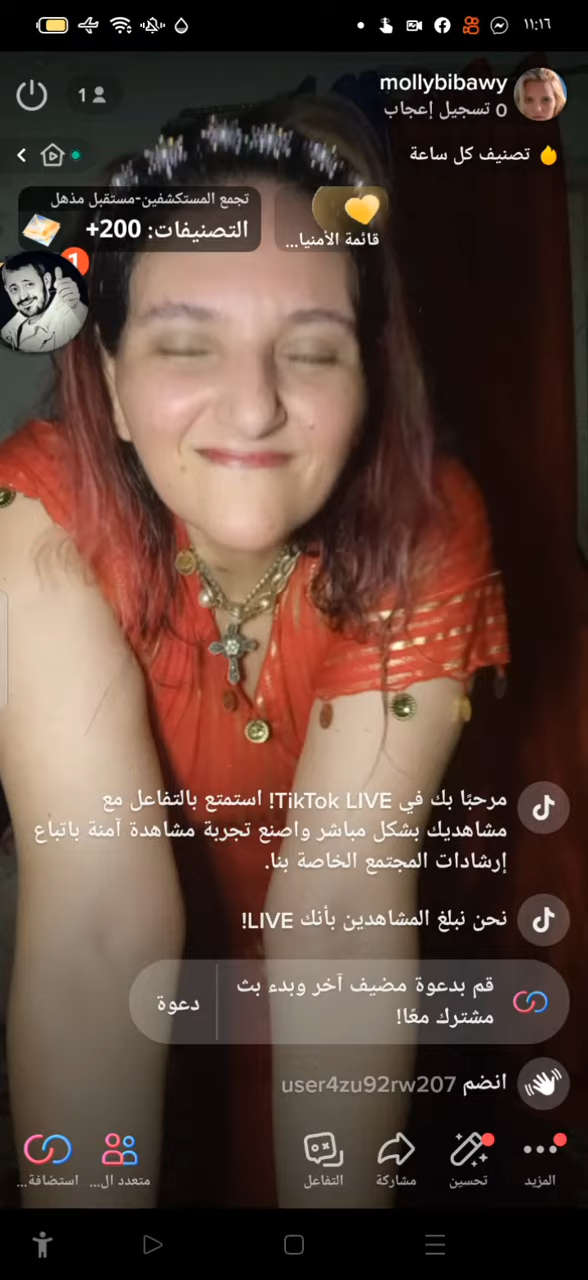 ١١:١٦
mollybibawy
0 تسجيل إعجاب
1
تصنيف كل ساعة
تجمع المستكشفين-مستقبل مذهل
التصنيفات: 200+
قائمة الأمنيا...
1
مرحبًا بك في TikTok LIVE! استمتع بالتفاعل مع
مشاهديك بشكل مباشر واصنع تجربة مشاهدة آمنة باتباع
إرشادات المجتمع الخاصة بنا.
نحن نبلغ المشاهدين بأنك LIVE!
قم بدعوة مضيف آخر وبدء بث
مشترك معًا!
دعوة
انضم user4zu92rw207
المزيد
تحسين
مشاركة
التفاعل
متعدد ال...
استضافة...